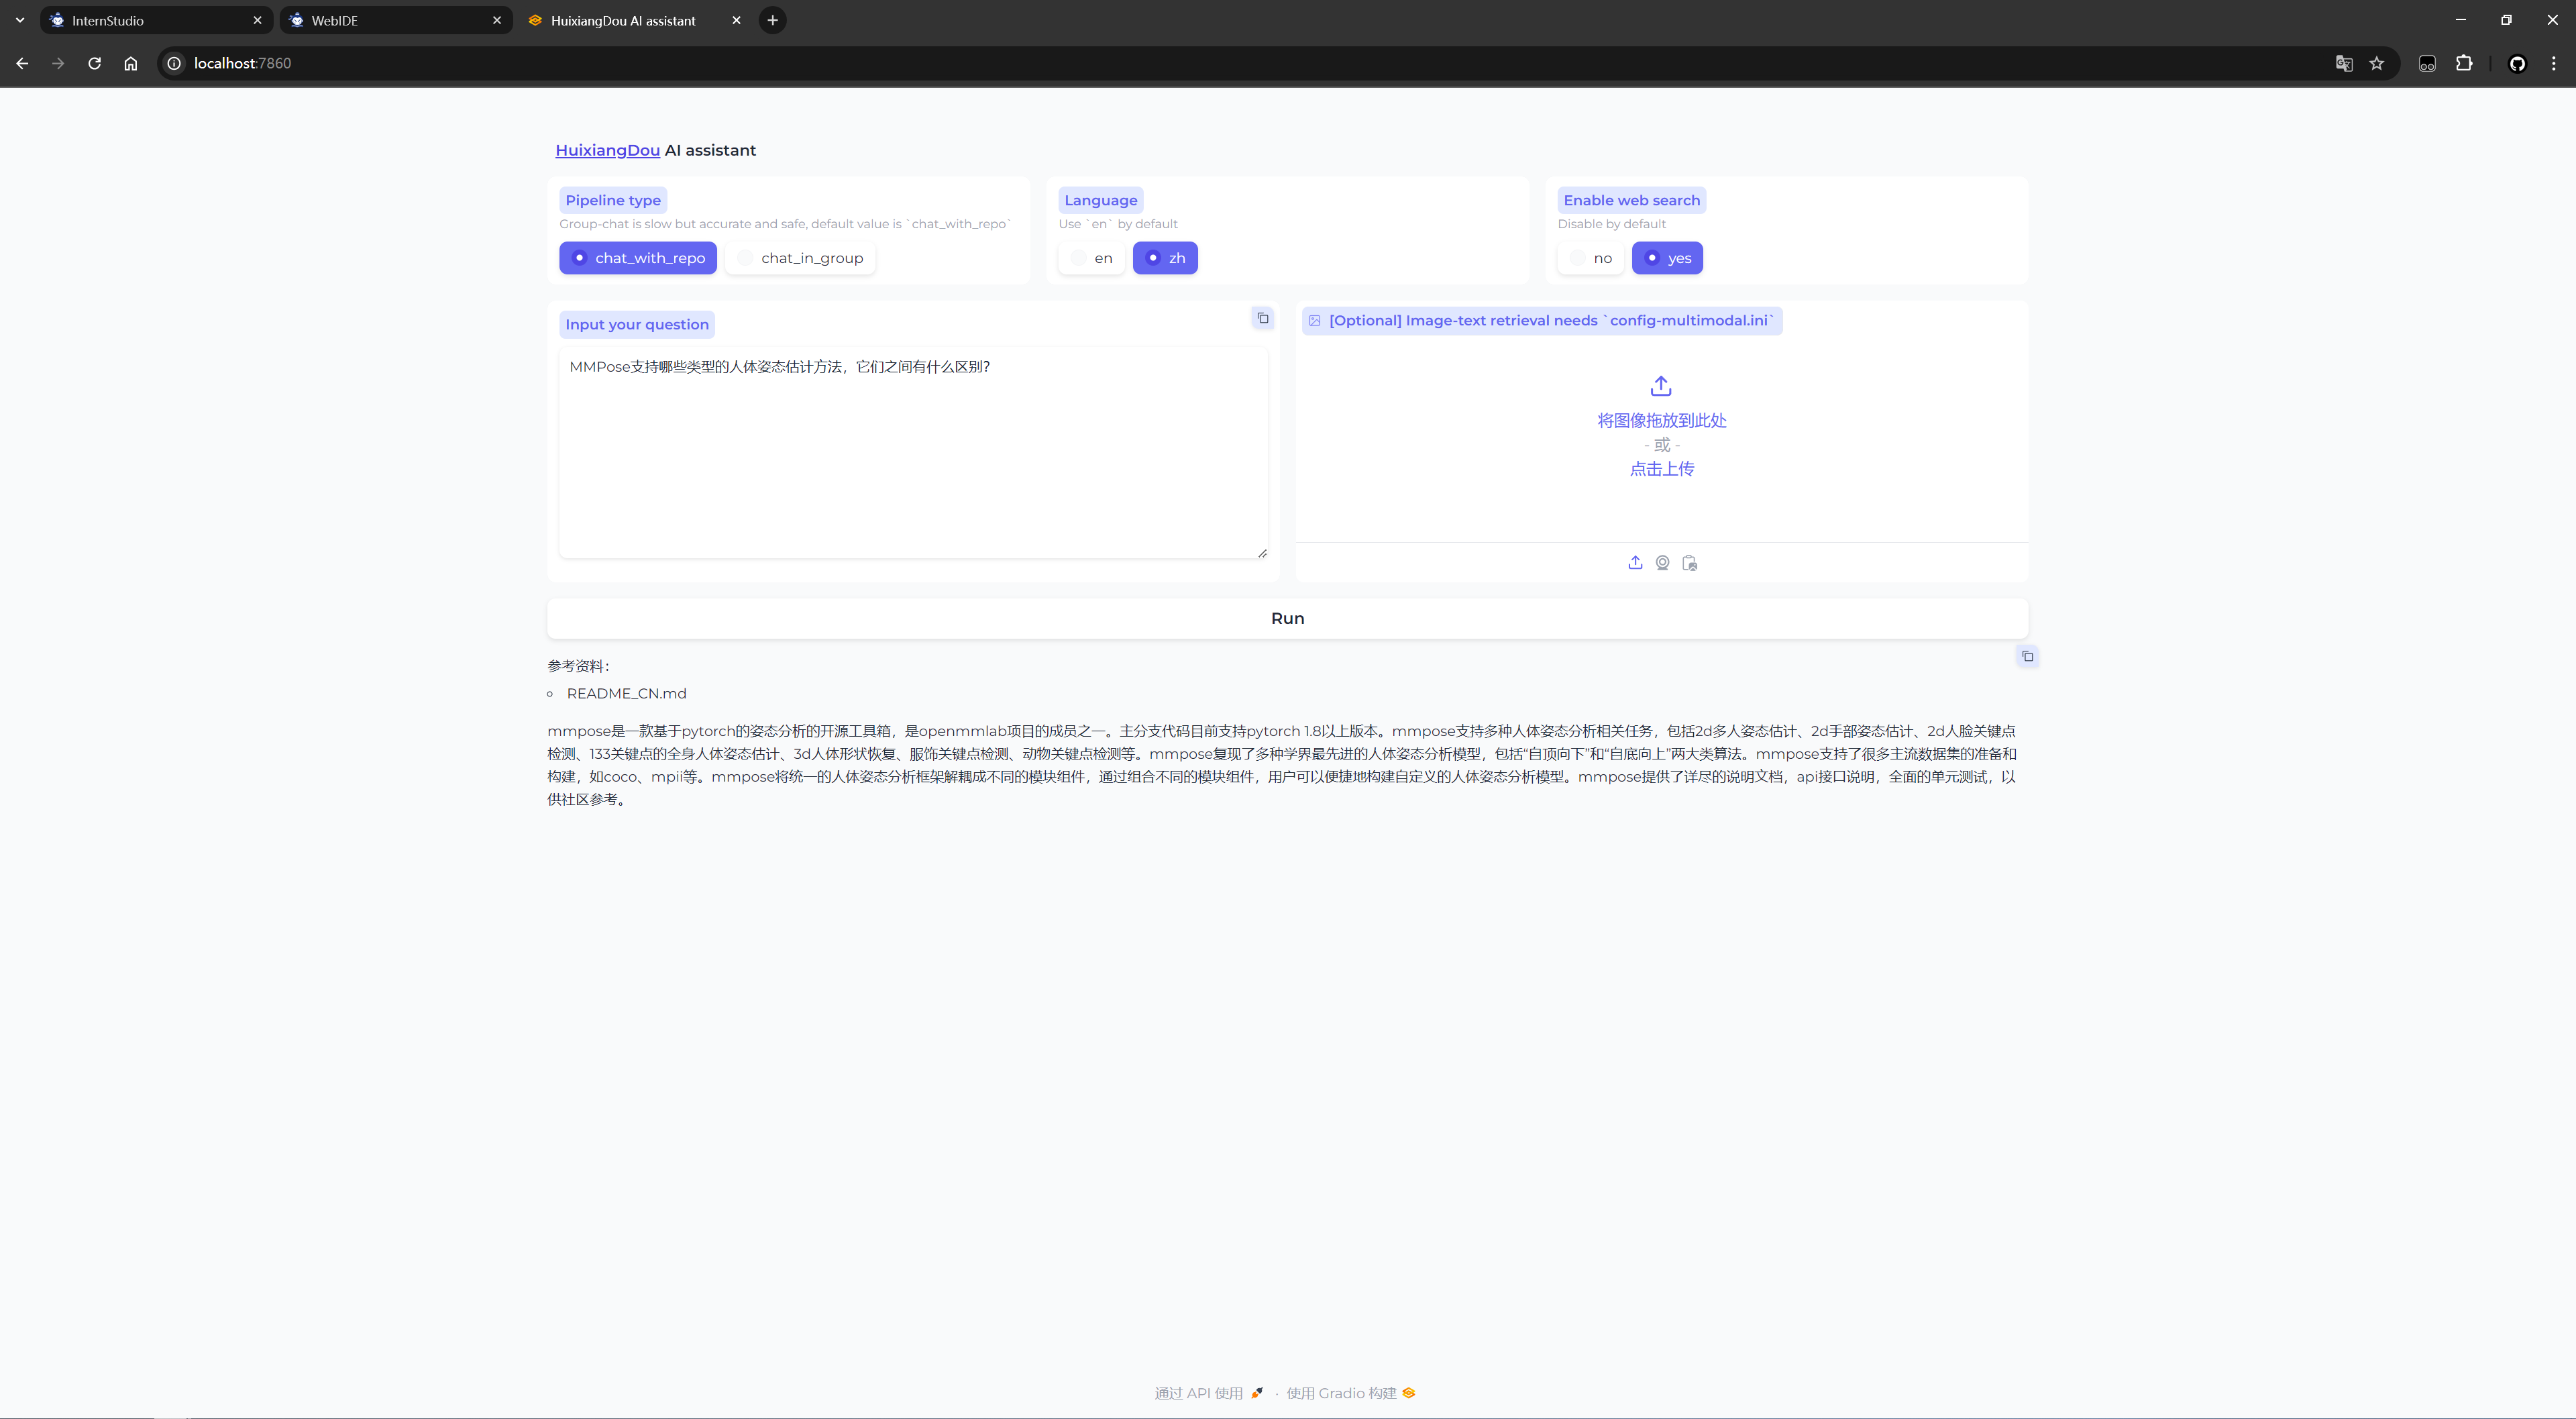 InternStudio
WebIDE
HuixiangDou AI assistant
localhost:7860
HuixiangDou AI assistant
Pipeline type
Group-chat is slow but accurate and safe, default value is `chat_with_repo`
chat_with_repo
chat_in_group
Language
Use `en` by default
en
zh
Enable web search
Disable by default
no
yes
Input your question
MMPose支持哪些类型的人体姿态估计方法，它们之间有什么区别?
[Optional] Image-text retrieval needs `config-multimodal.ini`
将图像拖放到此处
- 或 -
点击上传
Run
参考资料：
README_CN.md
mmpose是一款基于pytorch的姿态分析的开源工具箱，是openmmlab项目的成员之一。主分支代码目前支持pytorch 1.8以上版本。mmpose支持多种人体姿态分析相关任务，包括2d多人姿态估计、2d手部姿态估计、2d人脸关键点
检测、133关键点的全身人体姿态估计、3d人体形状恢复、服饰关键点检测、动物关键点检测等。mmpose复现了多种学界最先进的人体姿态分析模型，包括“自顶向下”和“自底向上”两大类算法。mmpose支持了很多主流数据集的准备和
构建，如coco、mpii等。mmpose将统一的人体姿态分析框架解耦成不同的模块组件，通过组合不同的模块组件，用户可以便捷地构建自定义的人体姿态分析模型。mmpose提供了详尽的说明文档，api接口说明，全面的单元测试，以
供社区参考。
通过 API 使用 · 使用 Gradio 构建